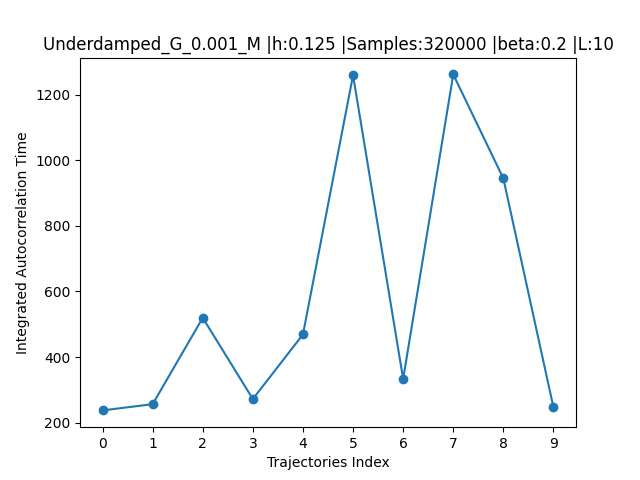 Underdamped_G_0.001_M |h:0.125 |Samples:320000 |beta:0.2 |L:10
1200
1000
800
600
400
200
Integrated Autocorrelation Time
0 1 2 3 4 5 6 7 8 9
Trajectories Index